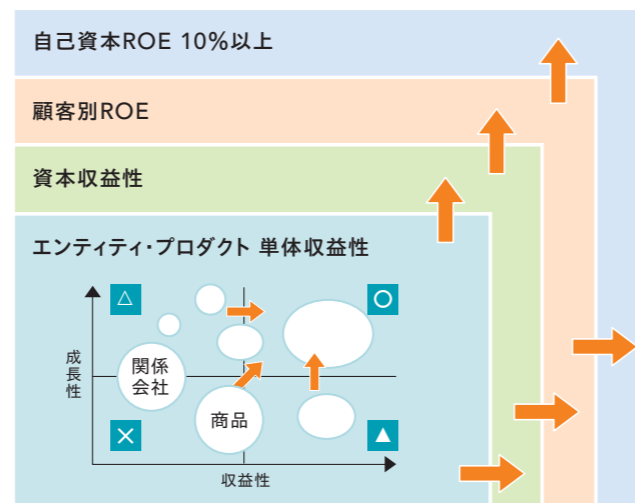 自己資本ROE 10%以上
顧客別ROE
資本収益性
エンティティ・プロダクト 単体収益性
△
○
成長性
関係
会社
商品
×
▲
収益性